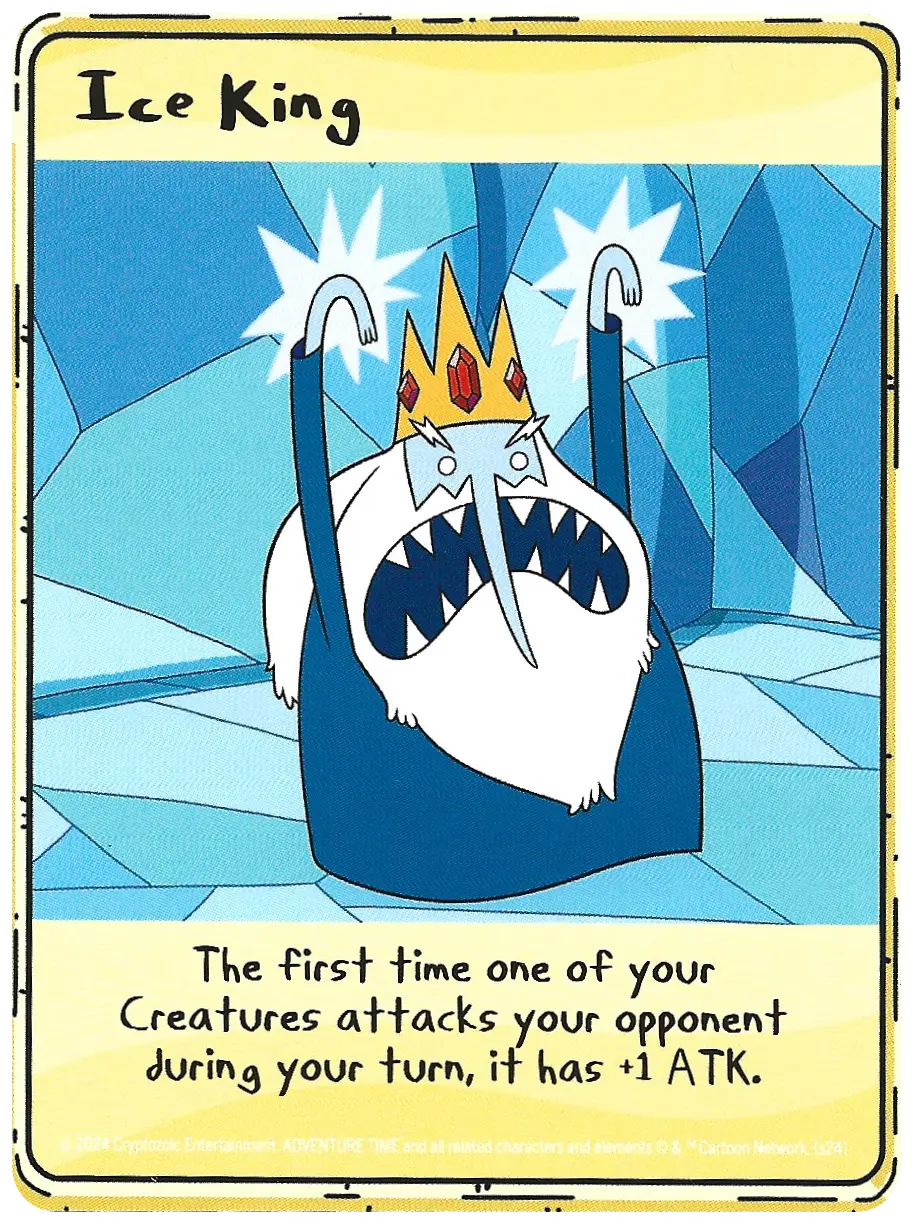 Ice King
The first time one of your
Creatures attacks your opponent
during your turn, it has +1 ATK.
© 2024 Cryptozoic Entertainment. ADVENTURE TIME and all related characters and elements © & ™ Cartoon Network. (s24)